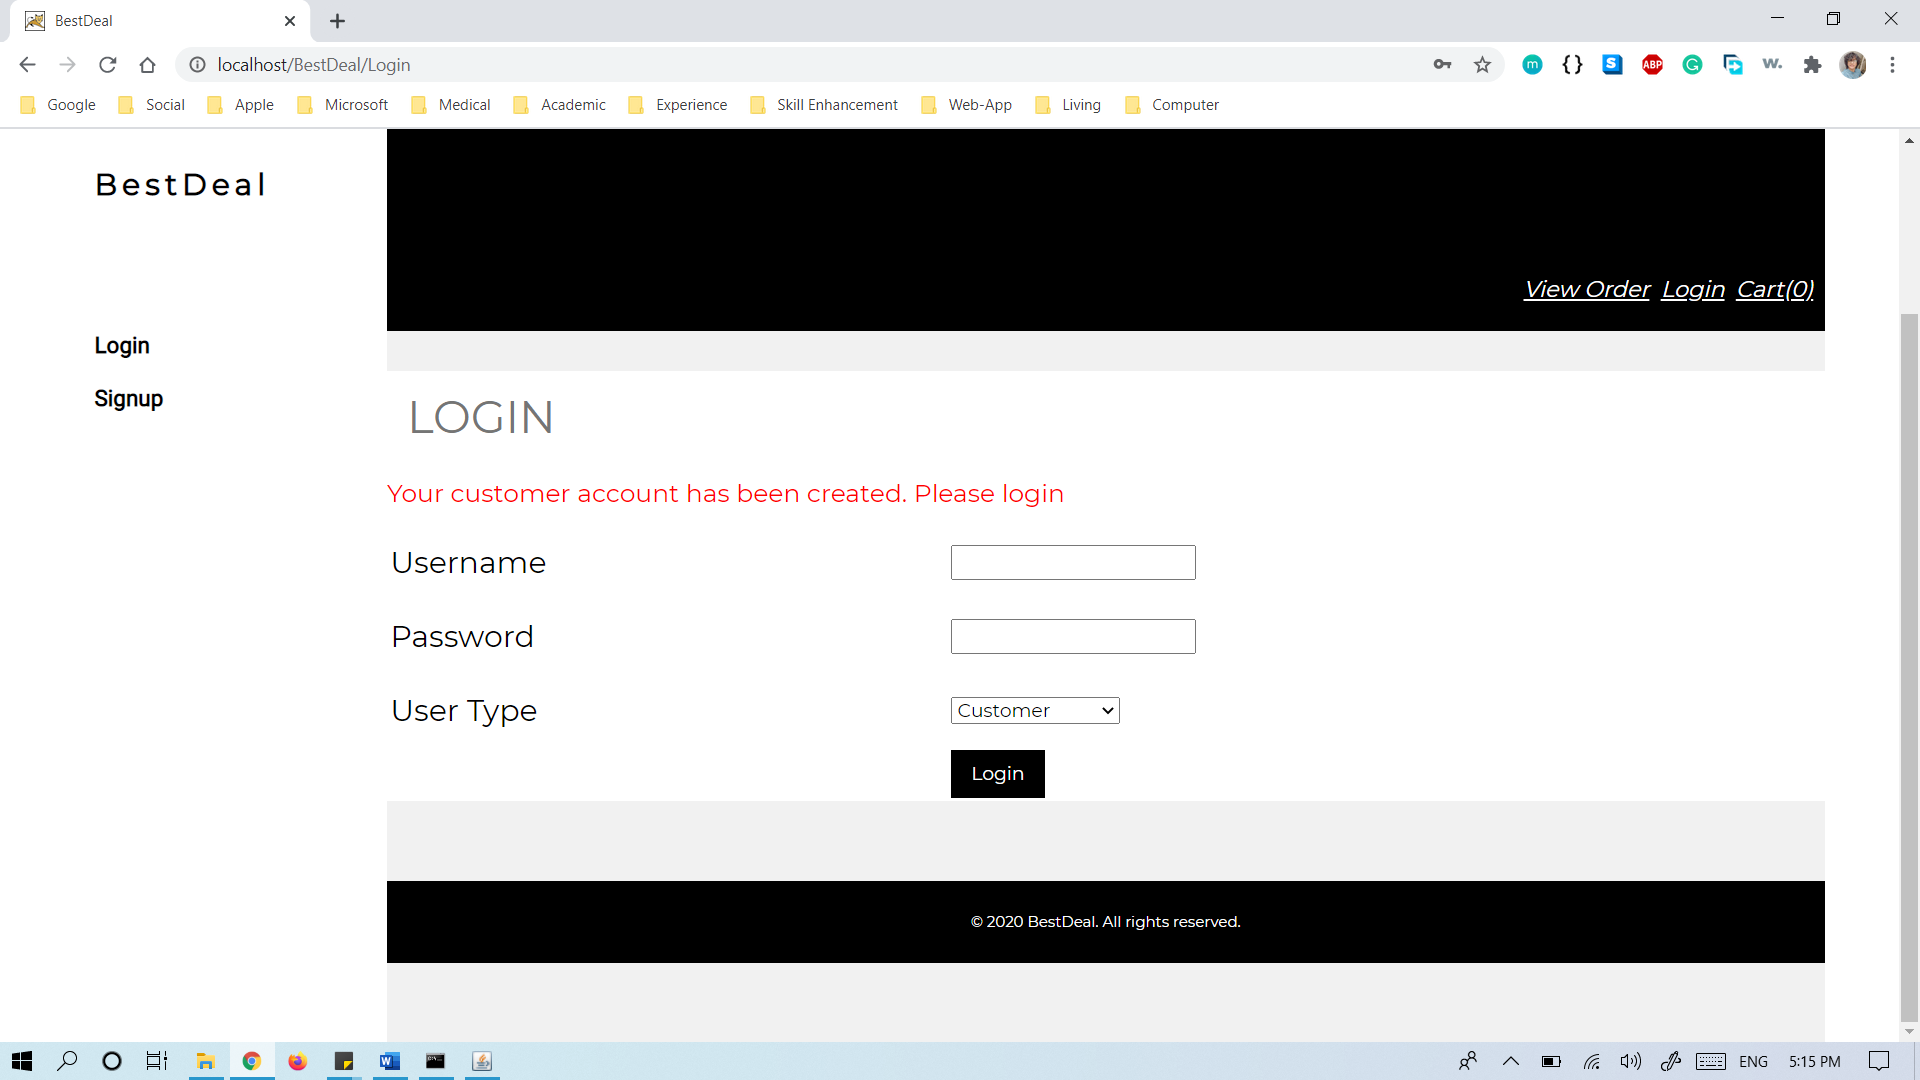 BestDeal
localhost/BestDeal/Login
m {} S ABP G w.
Google Social Apple Microsoft Medical Academic Experience Skill Enhancement Web-App Living Computer
BestDeal
View Order Login Cart(0)
Login
Signup
LOGIN
Your customer account has been created. Please login
Username
Password
User Type Customer
Login
© 2020 BestDeal. All rights reserved.
ENG 5:15 PM